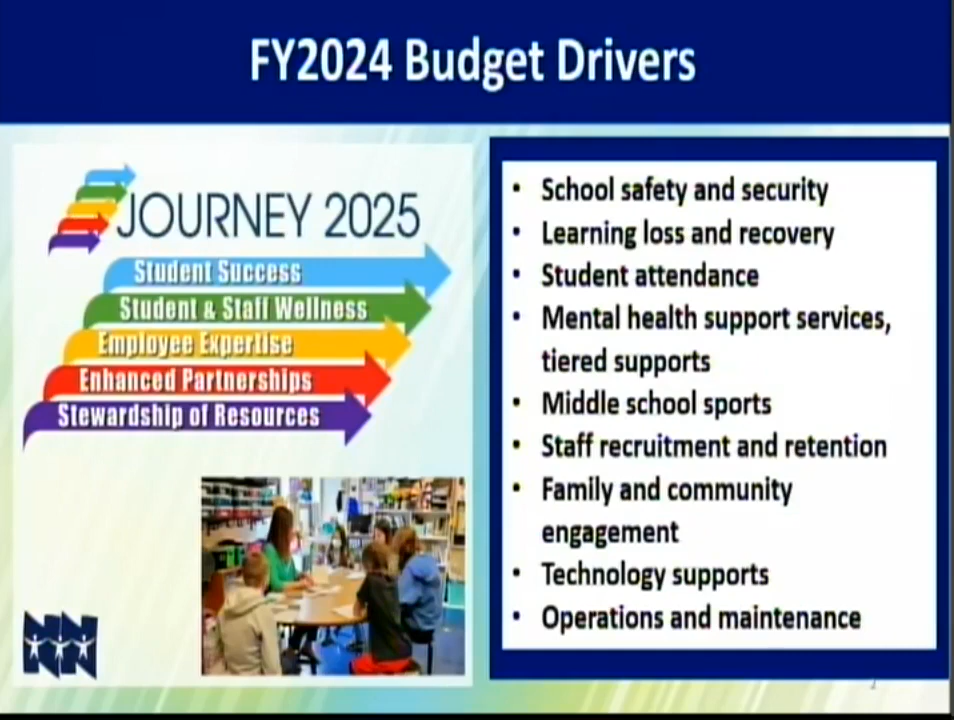 FY2024 Budget Drivers
JOURNEY 2025
Student Success
Student & Staff Wellness
Employee Expertise
Enhanced Partnerships
Stewardship of Resources
NN
• School safety and security
• Learning loss and recovery
• Student attendance
• Mental health support services,
tiered supports
• Middle school sports
• Staff recruitment and retention
• Family and community
engagement
• Technology supports
• Operations and maintenance